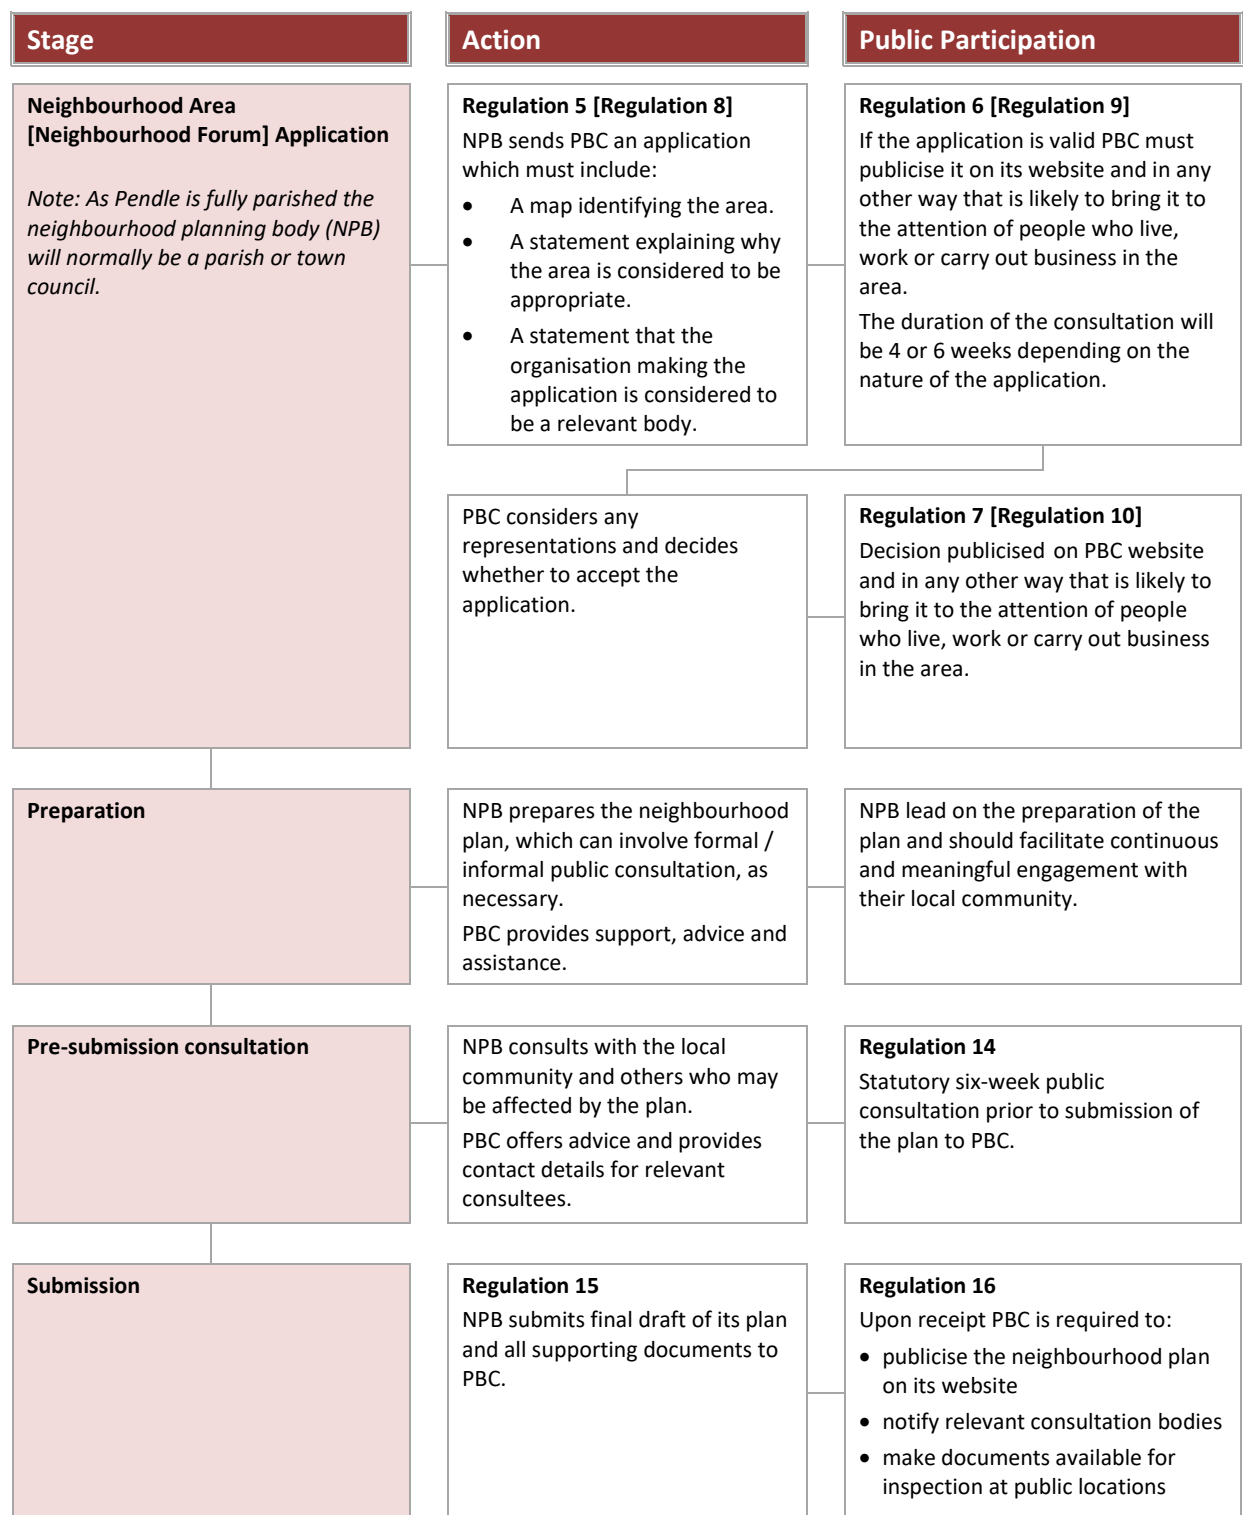 Stage
Action
Public Participation
Neighbourhood Area
[Neighbourhood Forum] Application
Note: As Pendle is fully parished the
neighbourhood planning body (NPB)
will normally be a parish or town
council.
Regulation 5 [Regulation 8]
NPB sends PBC an application
which must include:
• A map identifying the area.
• A statement explaining why
the area is considered to be
appropriate.
• A statement that the
organisation making the
application is considered to
be a relevant body.
Regulation 6 [Regulation 9]
If the application is valid PBC must
publicise it on its website and in any
other way that is likely to bring it to
the attention of people who live,
work or carry out business in the
area.
The duration of the consultation will
be 4 or 6 weeks depending on the
nature of the application.
PBC considers any
representations and decides
whether to accept the
application.
Regulation 7 [Regulation 10]
Decision publicised on PBC website
and in any other way that is likely to
bring it to the attention of people
who live, work or carry out business
in the area.
Preparation
NPB prepares the neighbourhood
plan, which can involve formal /
informal public consultation, as
necessary.
PBC provides support, advice and
assistance.
NPB lead on the preparation of the
plan and should facilitate continuous
and meaningful engagement with
their local community.
Pre-submission consultation
NPB consults with the local
community and others who may
be affected by the plan.
PBC offers advice and provides
contact details for relevant
consultees.
Regulation 14
Statutory six-week public
consultation prior to submission of
the plan to PBC.
Submission
Regulation 15
NPB submits final draft of its plan
and all supporting documents to
PBC.
Regulation 16
Upon receipt PBC is required to:
• publicise the neighbourhood plan
on its website
• notify relevant consultation bodies
• make documents available for
inspection at public locations